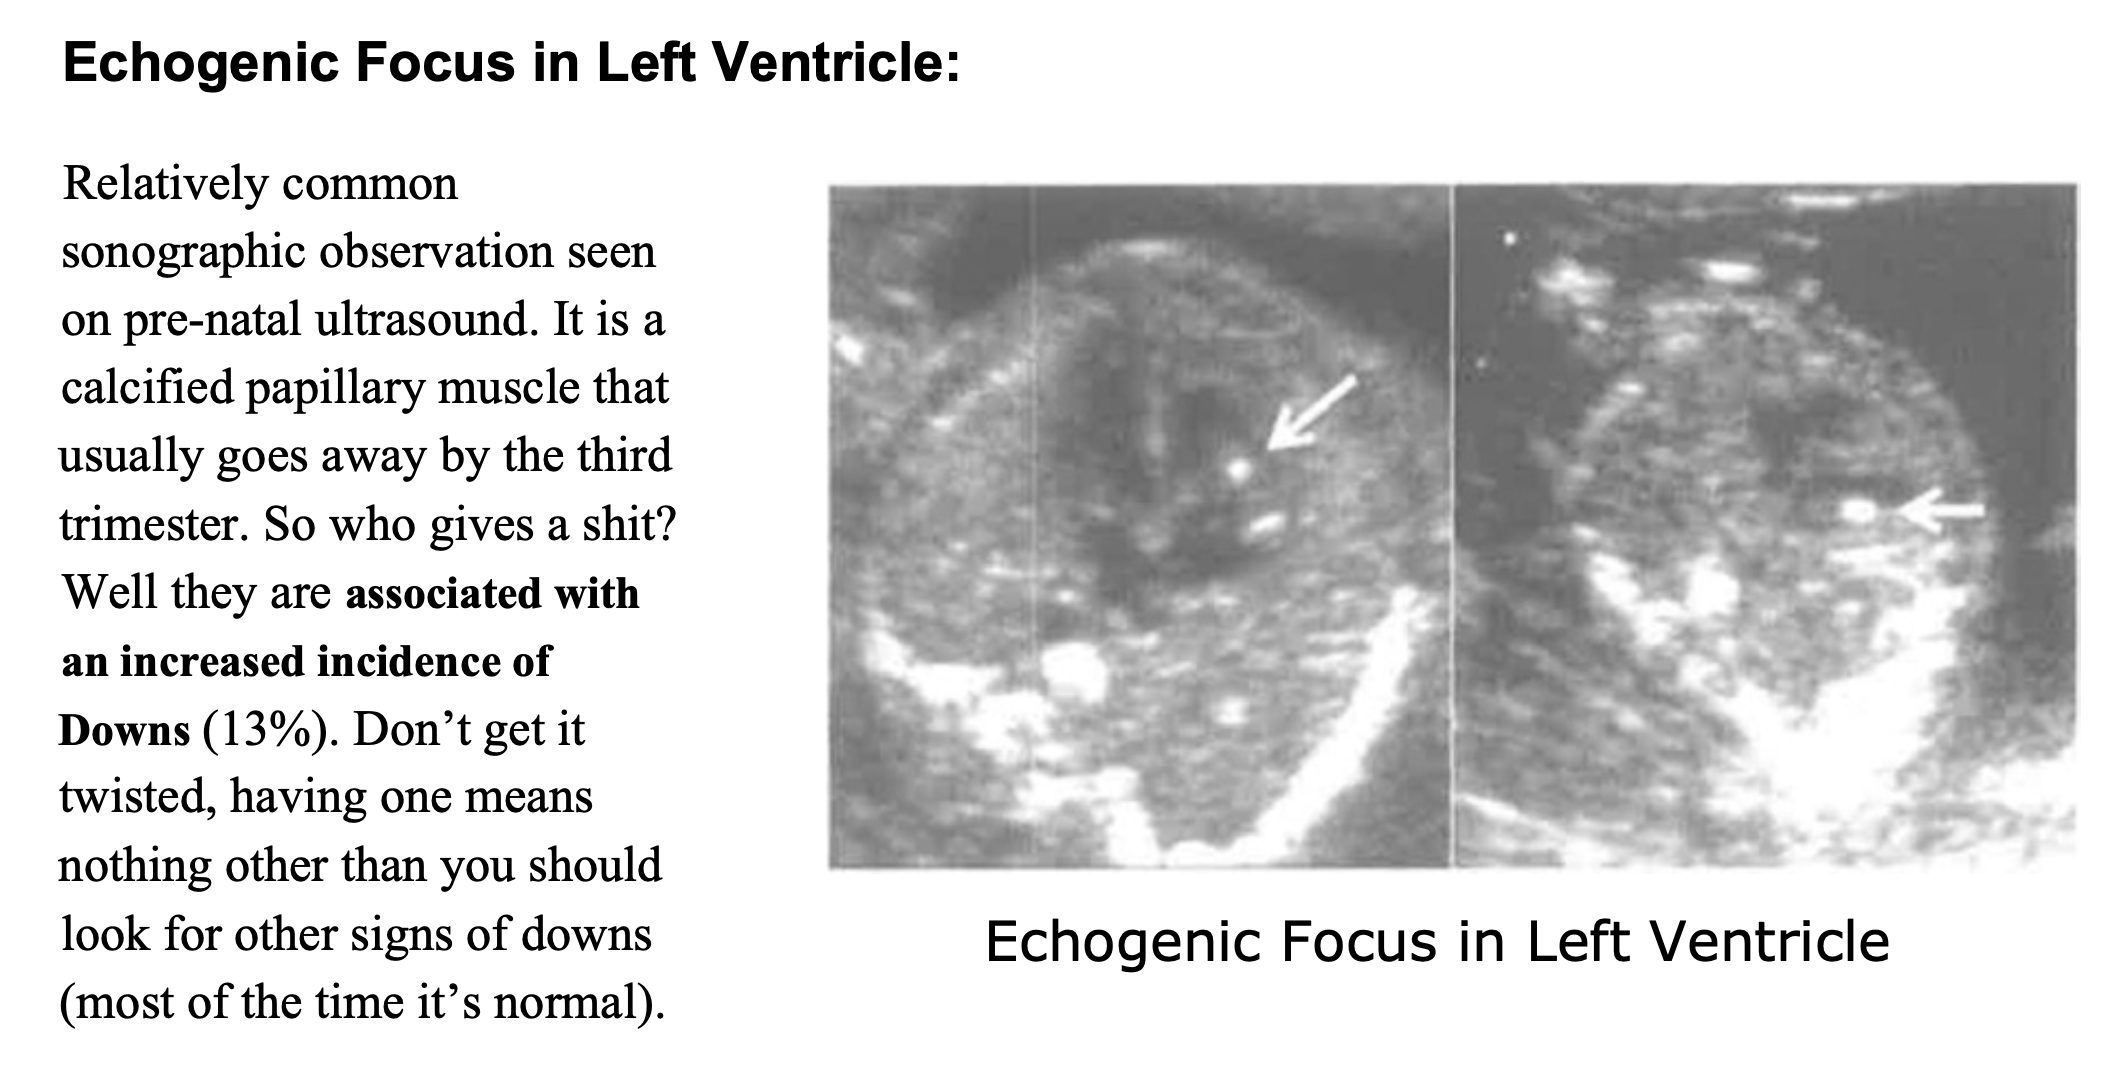 Echogenic Focus in Left Ventricle:
Relatively common
sonographic observation seen
on pre-natal ultrasound. It is a
calcified papillary muscle that
usually goes away by the third
trimester. So who gives a shit?
Well they are associated with
an increased incidence of
Downs (13%). Don’t get it
twisted, having one means
nothing other than you should
look for other signs of downs
(most of the time it’s normal).
Echogenic Focus in Left Ventricle